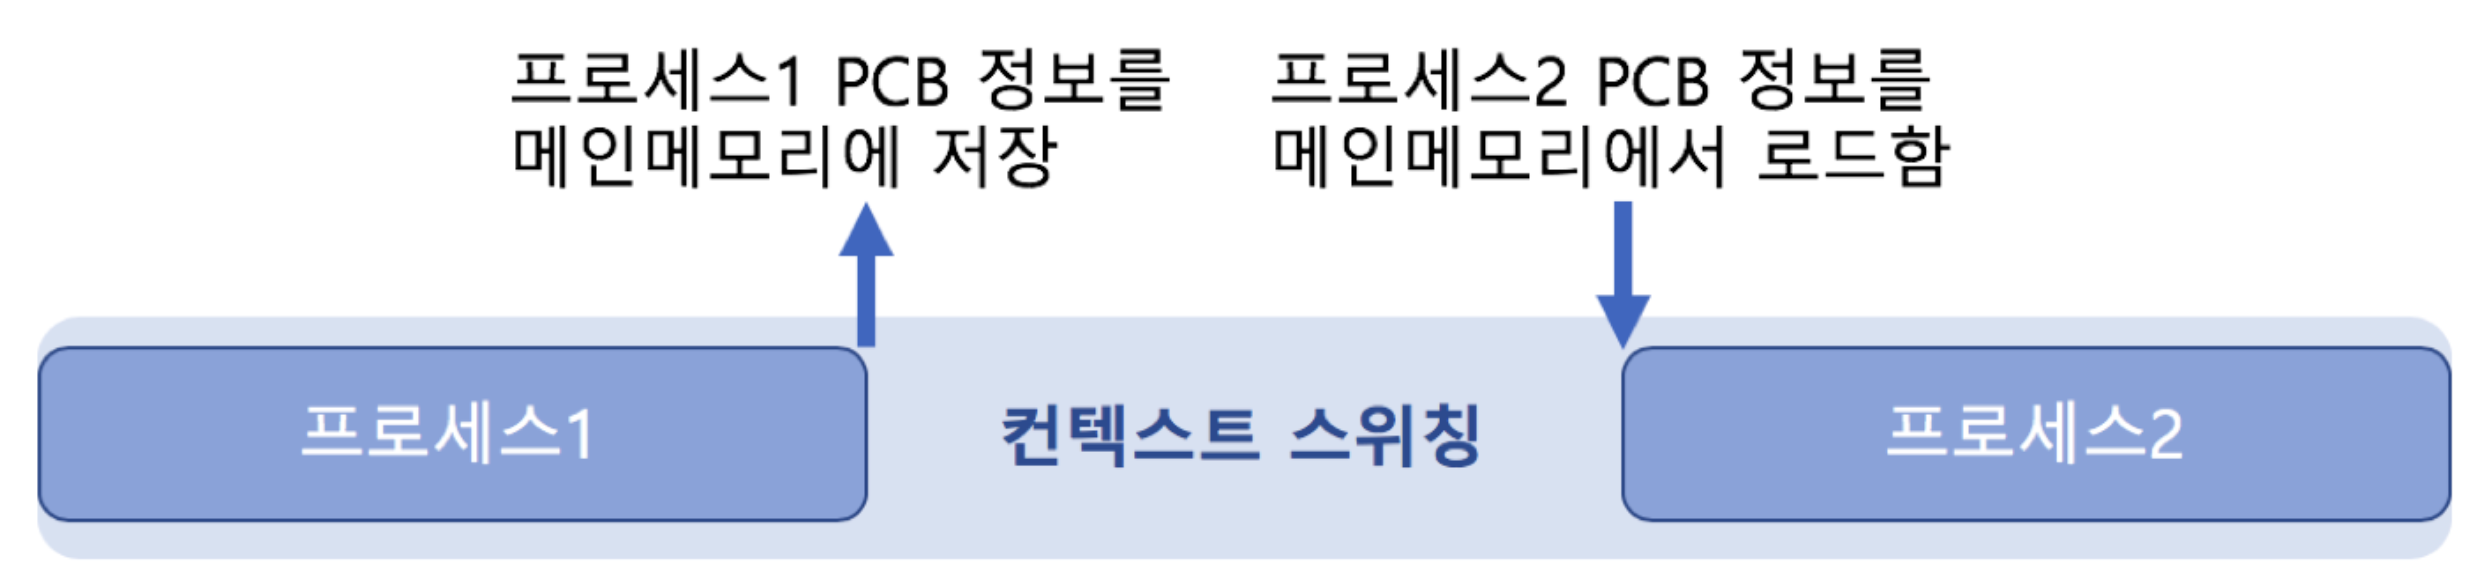 프로세스1 PCB 정보를
메인메모리에 저장
프로세스2 PCB 정보를
메인메모리에서 로드함
프로세스1
컨텍스트 스위칭
프로세스2